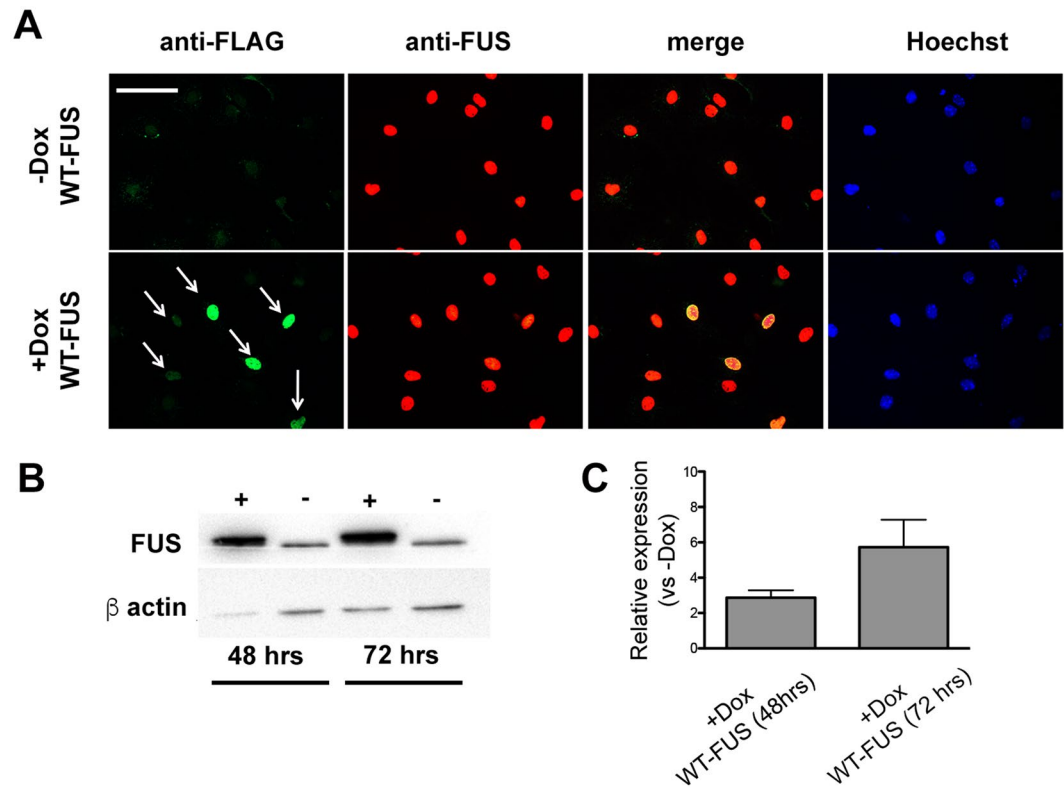 A
anti-FLAG anti-FUS merge Hoechst
-Dox
WT-FUS
+Dox
WT-FUS
B
+ - + -
FUS
β actin
48 hrs 72 hrs
C
Relative expression
(vs -Dox)
10
8
6
4
2
0
+Dox
WT-FUS (48hrs)
+Dox
WT-FUS (72 hrs)